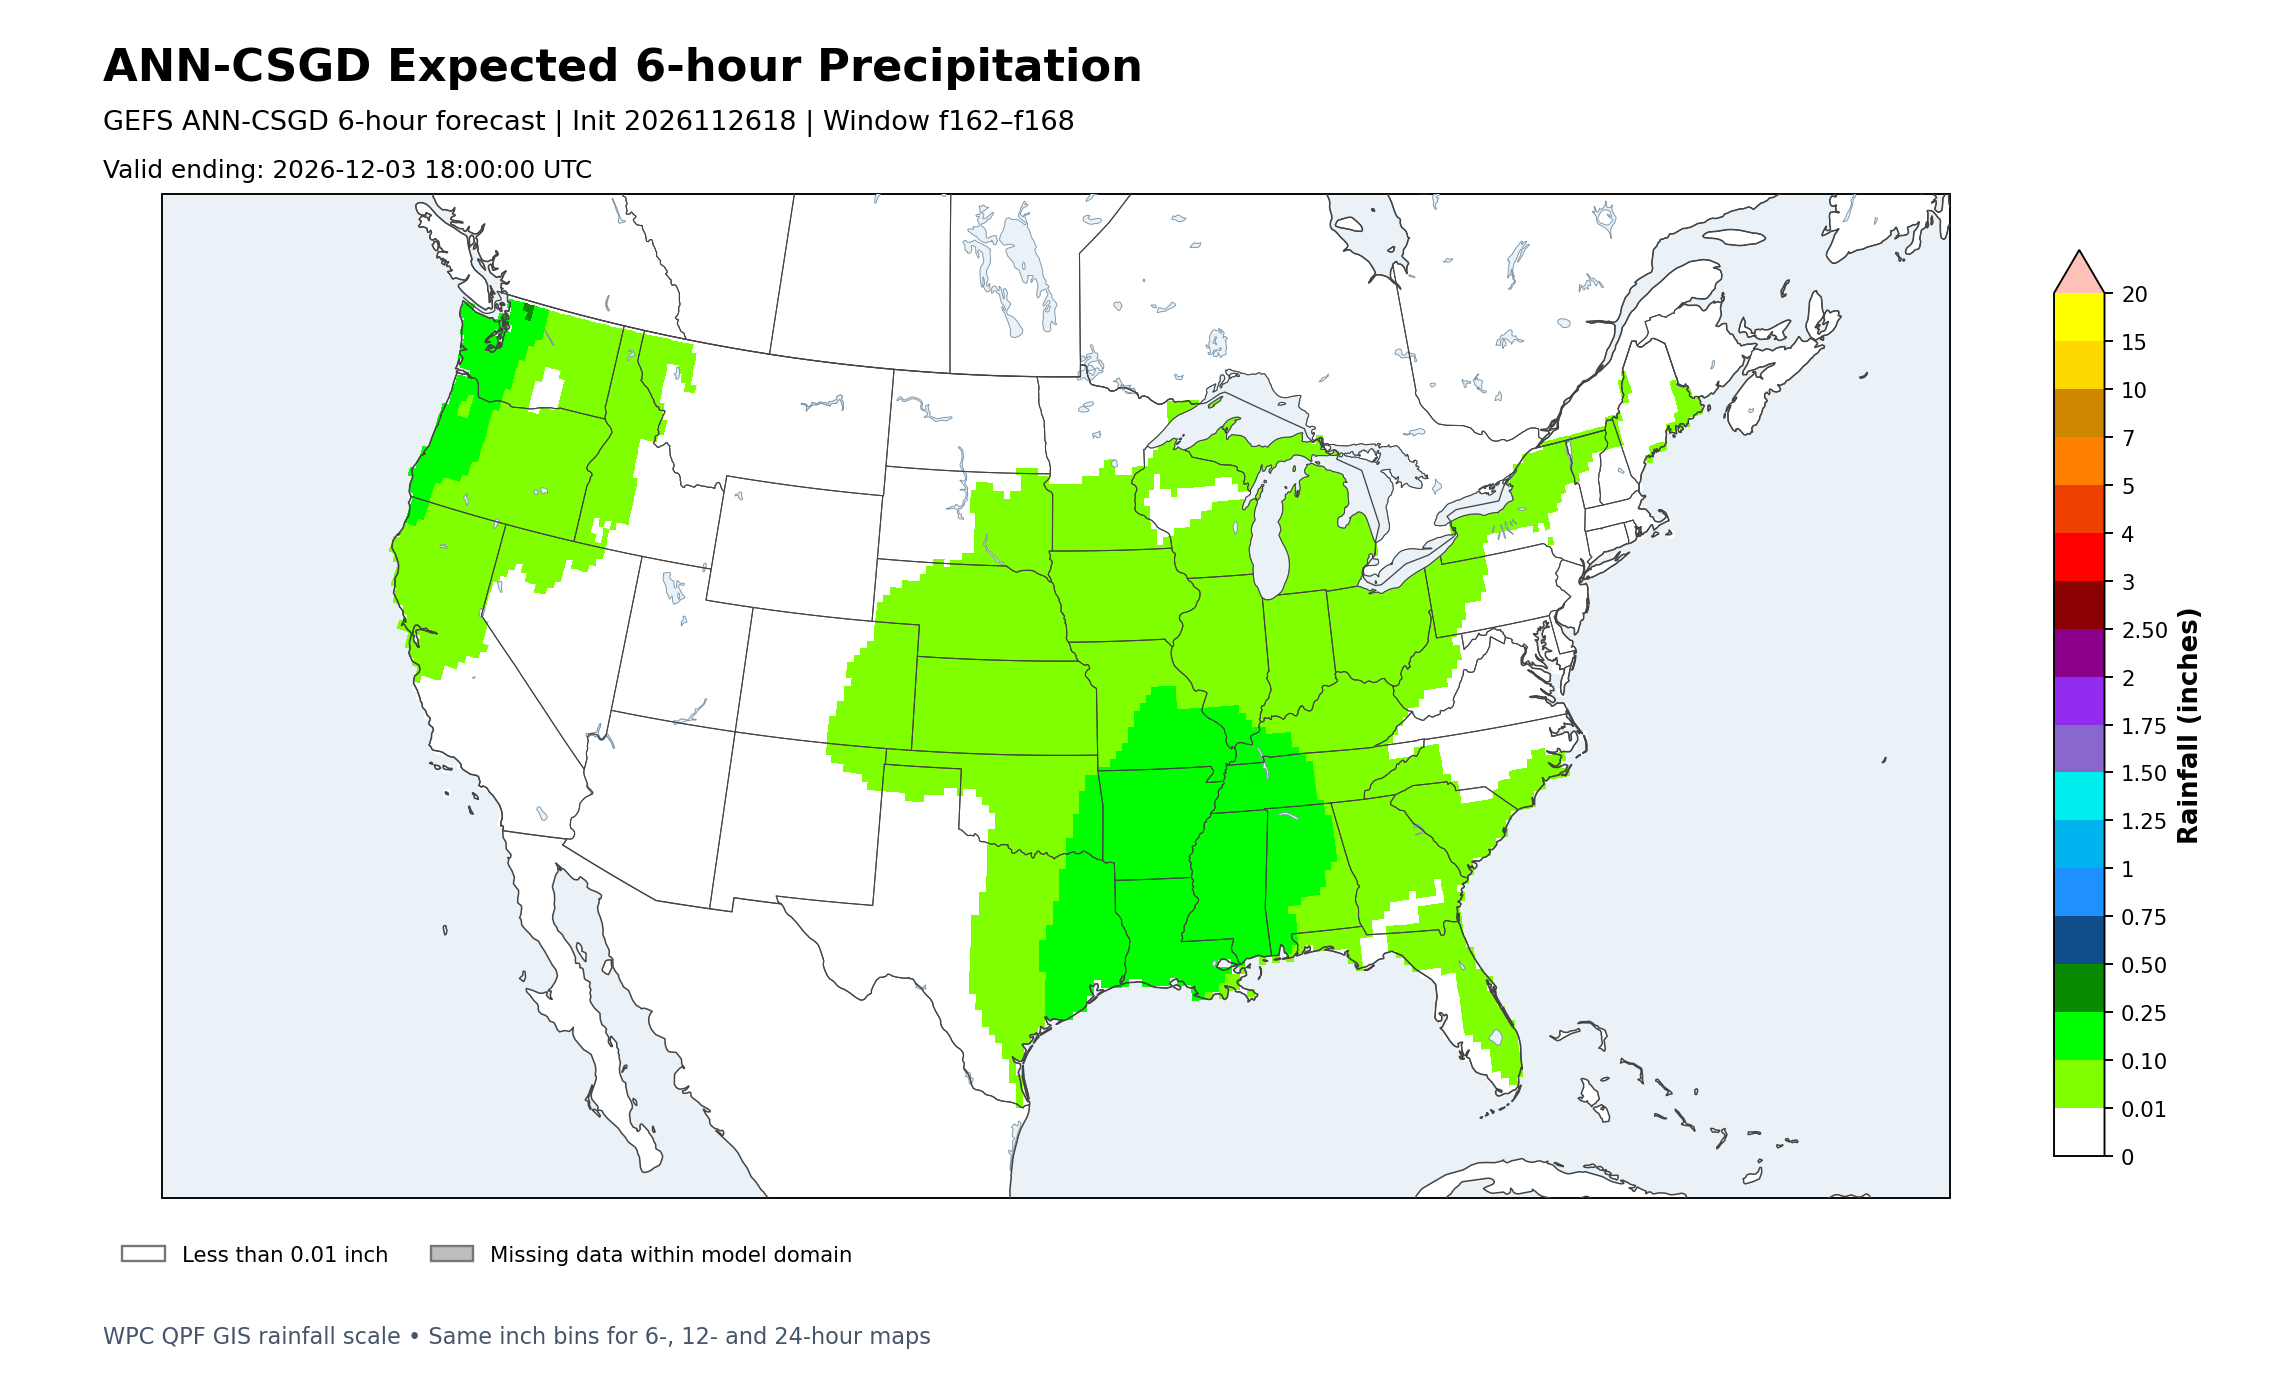 ANN-CSGD Expected 6-hour Precipitation
GEFS ANN-CSGD 6-hour forecast | Init 2026112618 | Window f162–f168
Valid ending: 2026-12-03 18:00:00 UTC
20
15
10
7
5
4
3
2.50
2
1.75
1.50
1.25
1
0.75
0.50
0.25
0.10
0.01
0
Rainfall (inches)
Less than 0.01 inch
Missing data within model domain
WPC QPF GIS rainfall scale • Same inch bins for 6-, 12- and 24-hour maps